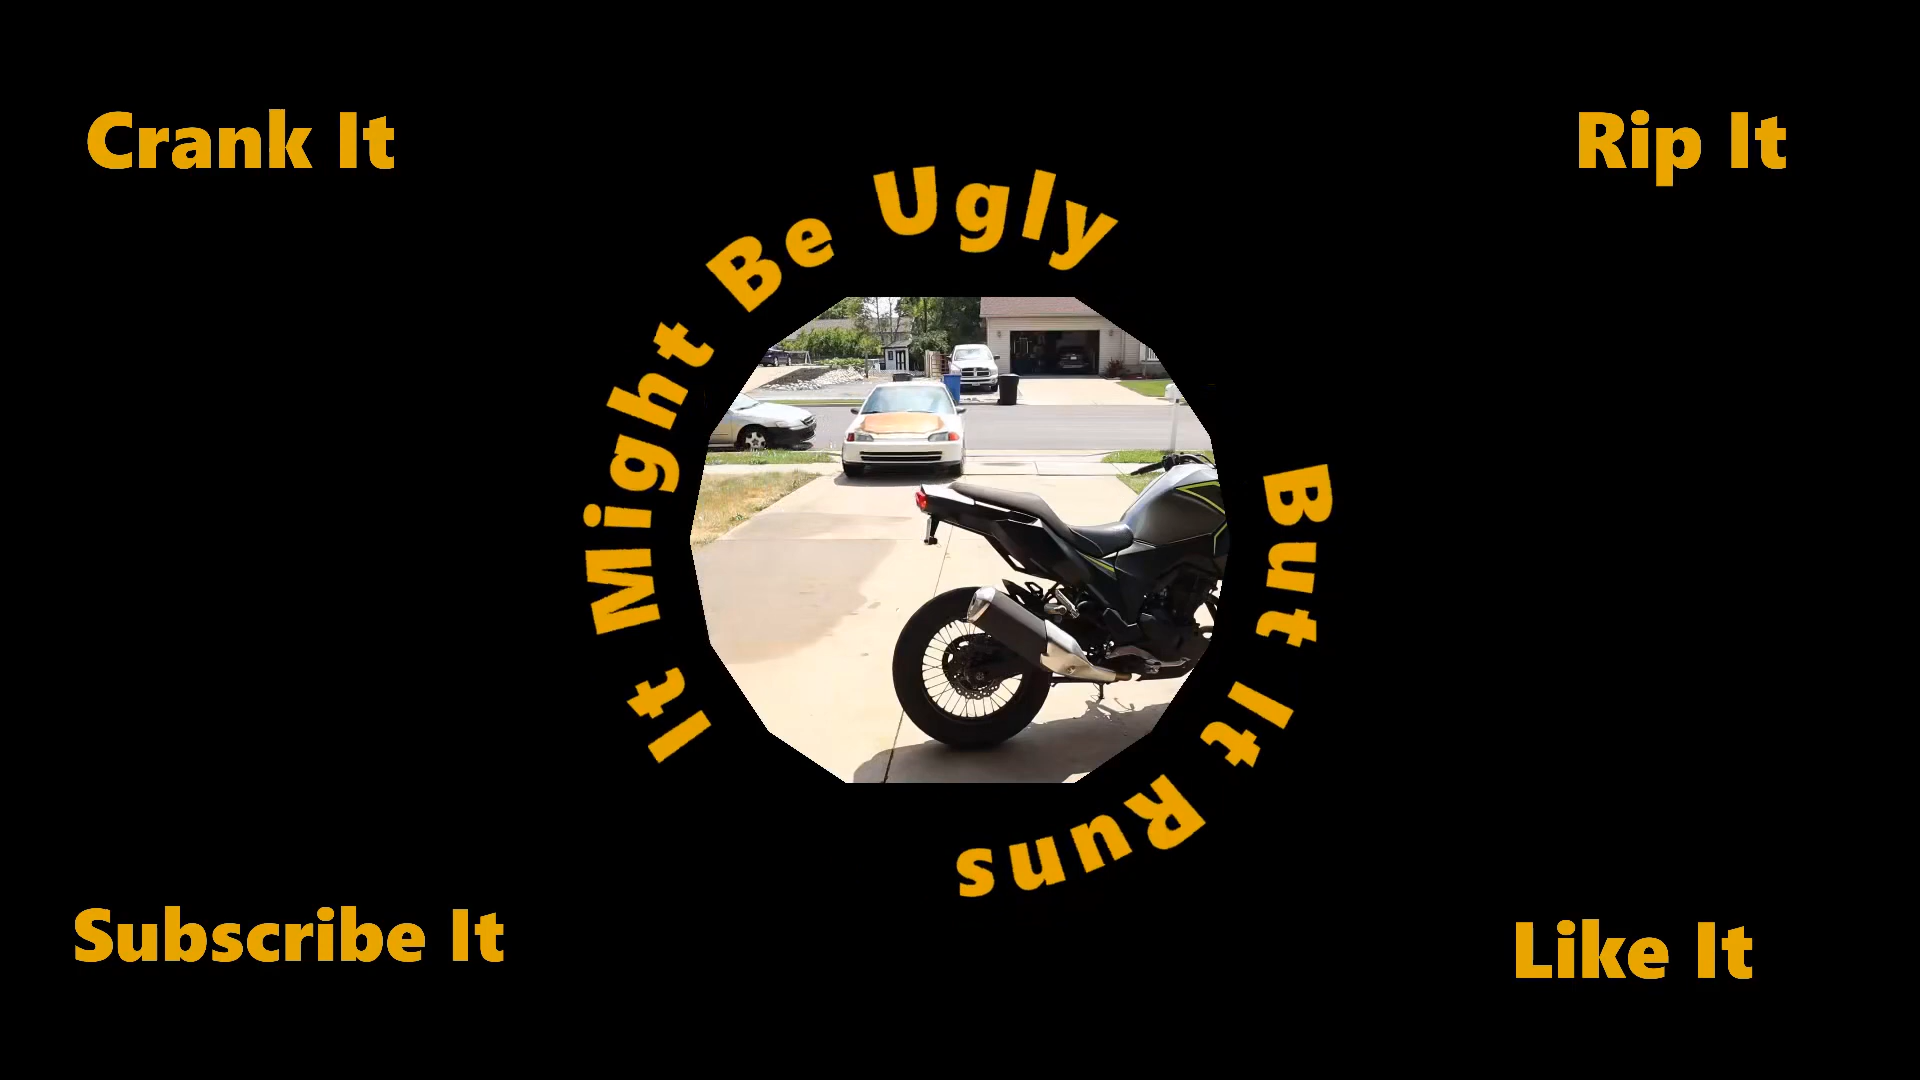 Crank It
Rip It
It Might Be Ugly
But It Runs
Subscribe It
Like It